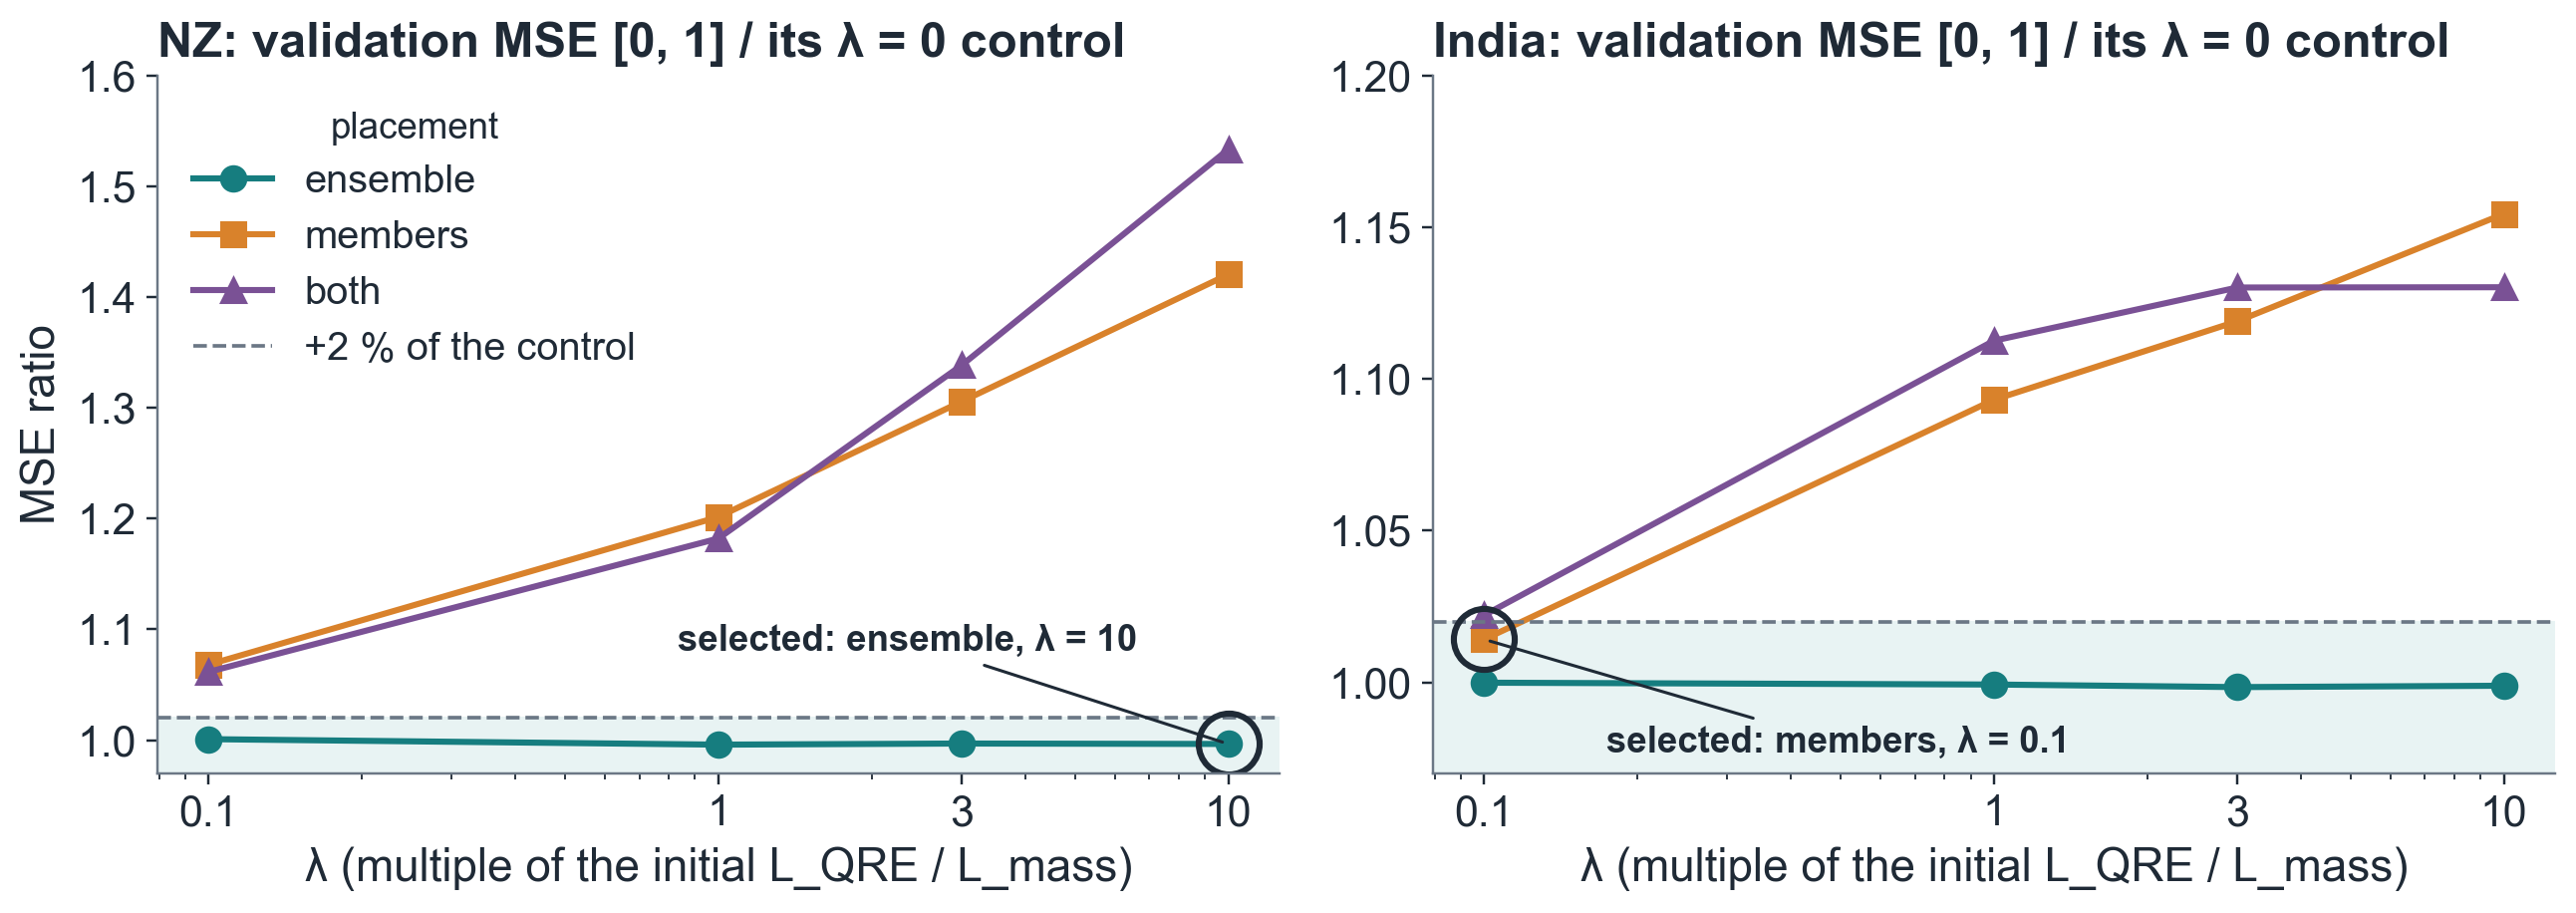 NZ: validation MSE [0, 1] / its λ = 0 control
MSE ratio
1.6
1.5
1.4
1.3
1.2
1.1
1.0
placement
ensemble
members
both
+2 % of the control
selected: ensemble, λ = 10
0.1
1
3
10
λ (multiple of the initial L_QRE / L_mass)
India: validation MSE [0, 1] / its λ = 0 control
1.20
1.15
1.10
1.05
1.00
selected: members, λ = 0.1
0.1
1
3
10
λ (multiple of the initial L_QRE / L_mass)